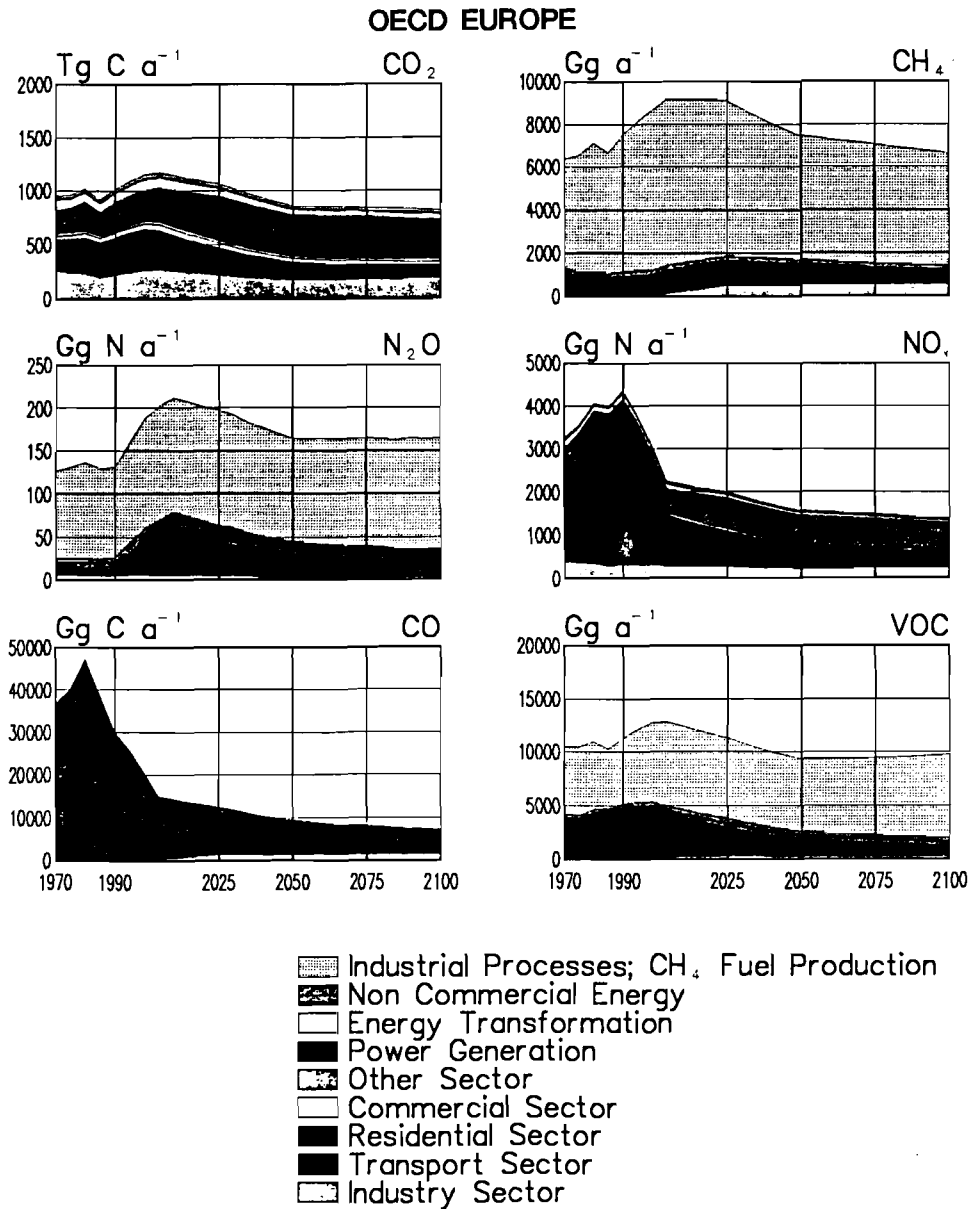 OECD EUROPE
Tg C a⁻¹ CO₂
2000
1500
1000
500
0
Gg a⁻¹ CH₄
10000
8000
6000
4000
2000
0
Gg N a⁻¹ N₂O
250
200
150
100
50
0
Gg N a⁻¹ NOₓ
5000
4000
3000
2000
1000
0
Gg C a⁻¹ CO
50000
40000
30000
20000
10000
0
1970 1990 2025 2050 2075 2100
Gg a⁻¹ VOC
20000
15000
10000
5000
0
1970 1990 2025 2050 2075 2100
Industrial Processes; CH₄ Fuel Production
Non Commercial Energy
Energy Transformation
Power Generation
Other Sector
Commercial Sector
Residential Sector
Transport Sector
Industry Sector